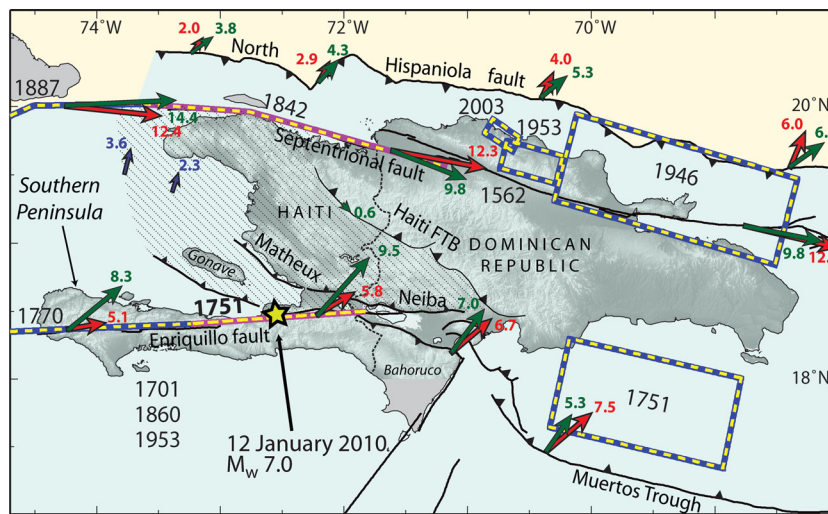 74°W
72°W
70°W
2.0
3.8
North
2.9
4.3
Hispaniola fault
4.0
5.3
1887
14.4
12.4
1842
2003
1953
20°N
6.0
6.
3.6
2.3
Septentrional fault
12.3
9.8
1562
1946
Southern
Peninsula
HAITI
0.6
Haiti FTB
DOMINICAN
REPUBLIC
9.8
12.
Gonave
Matheux
9.5
5.8
Neiba
8.3
5.1
1770
1751
7.0
6.7
Enriquillo fault
Bahoruco
18°N
1701
1860
1953
12 January 2010,
Mw 7.0
1751
5.3
7.5
Muertos Trough